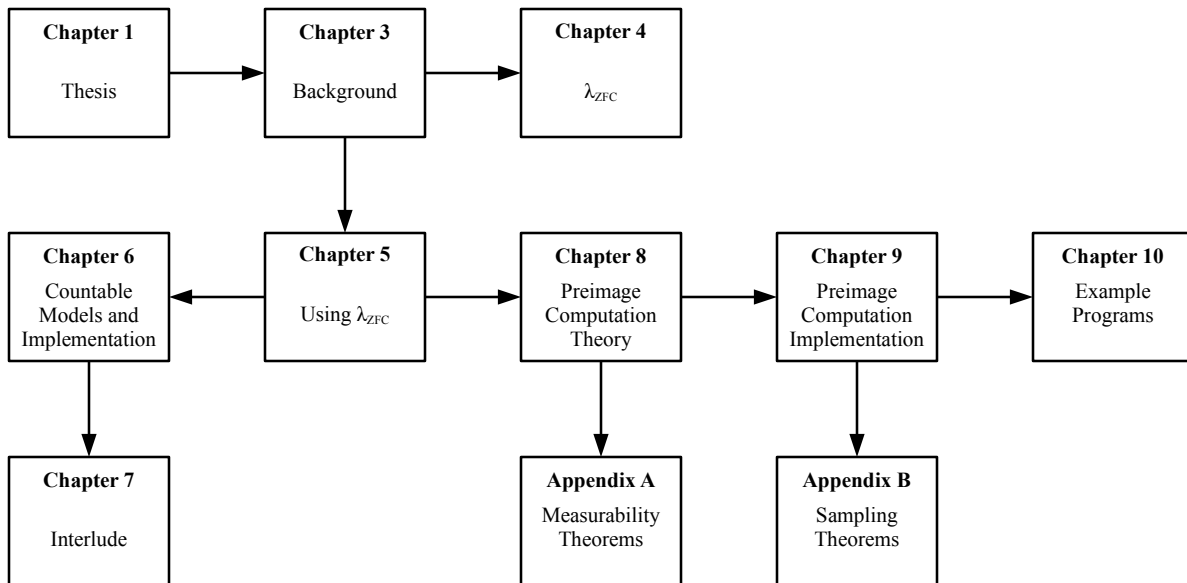 Chapter 1
Thesis
Chapter 3
Background
Chapter 4
λZFC
Chapter 6
Countable
Models and
Implementation
Chapter 5
Using λZFC
Chapter 8
Preimage
Computation
Theory
Chapter 9
Preimage
Computation
Implementation
Chapter 10
Example
Programs
Chapter 7
Interlude
Appendix A
Measurability
Theorems
Appendix B
Sampling
Theorems